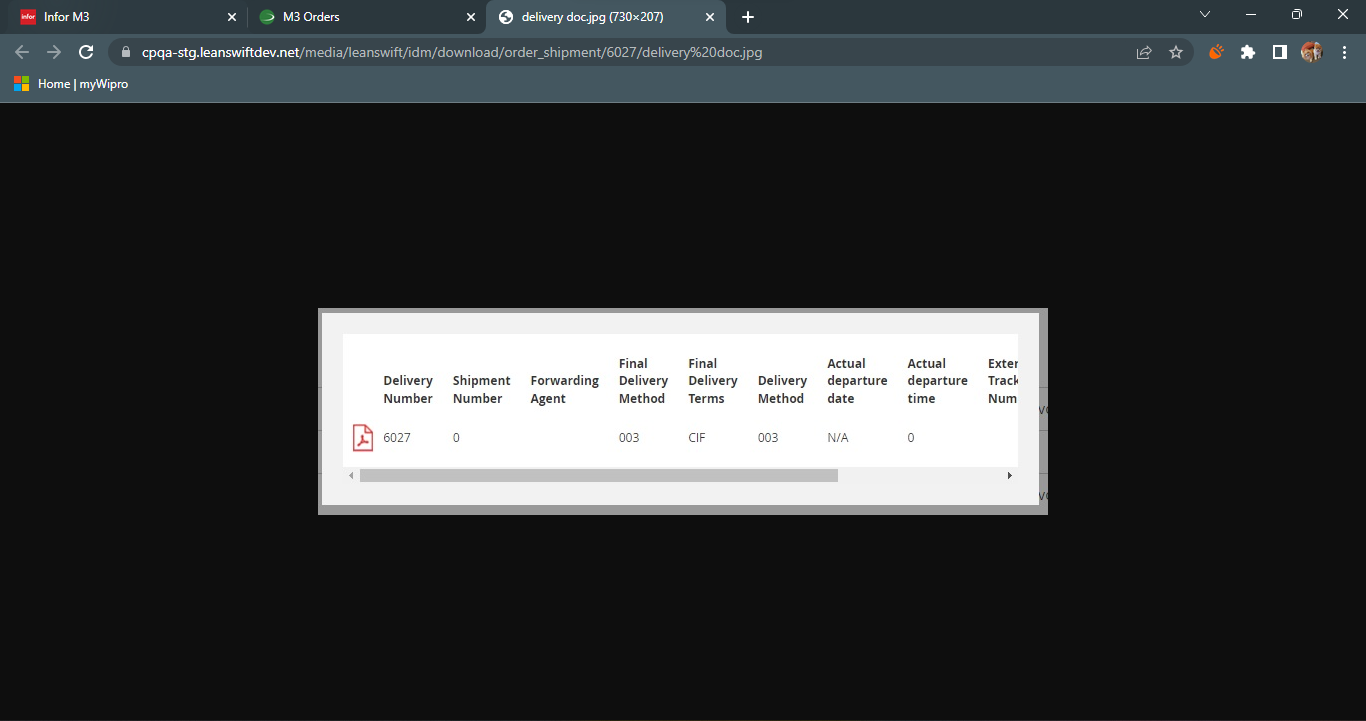 infor Infor M3
M3 Orders
delivery doc.jpg (730×207)
cpqa-stg.leanswiftdev.net/media/leanswift/idm/download/order_shipment/6027/delivery%20doc.jpg
Home | myWipro
Delivery Number Shipment Number Forwarding Agent Final Delivery Method Final Delivery Terms Delivery Method Actual departure date Actual departure time Exter Track Num
6027 0 003 CIF 003 N/A 0